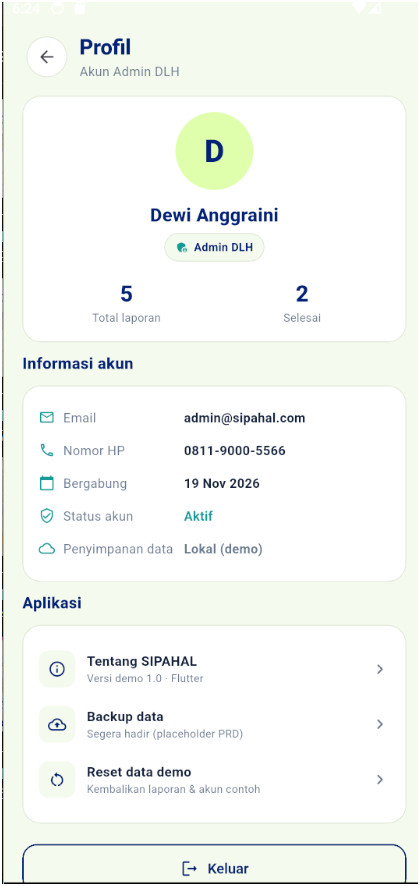 6:24
Profil
Akun Admin DLH
D
Dewi Anggraini
Admin DLH
5 2
Total laporan Selesai
Informasi akun
Email admin@sipahal.com
Nomor HP 0811-9000-5566
Bergabung 19 Nov 2026
Status akun Aktif
Penyimpanan data Lokal (demo)
Aplikasi
Tentang SIPAHAL
Versi demo 1.0 · Flutter
Backup data
Segera hadir (placeholder PRD)
Reset data demo
Kembalikan laporan & akun contoh
Keluar